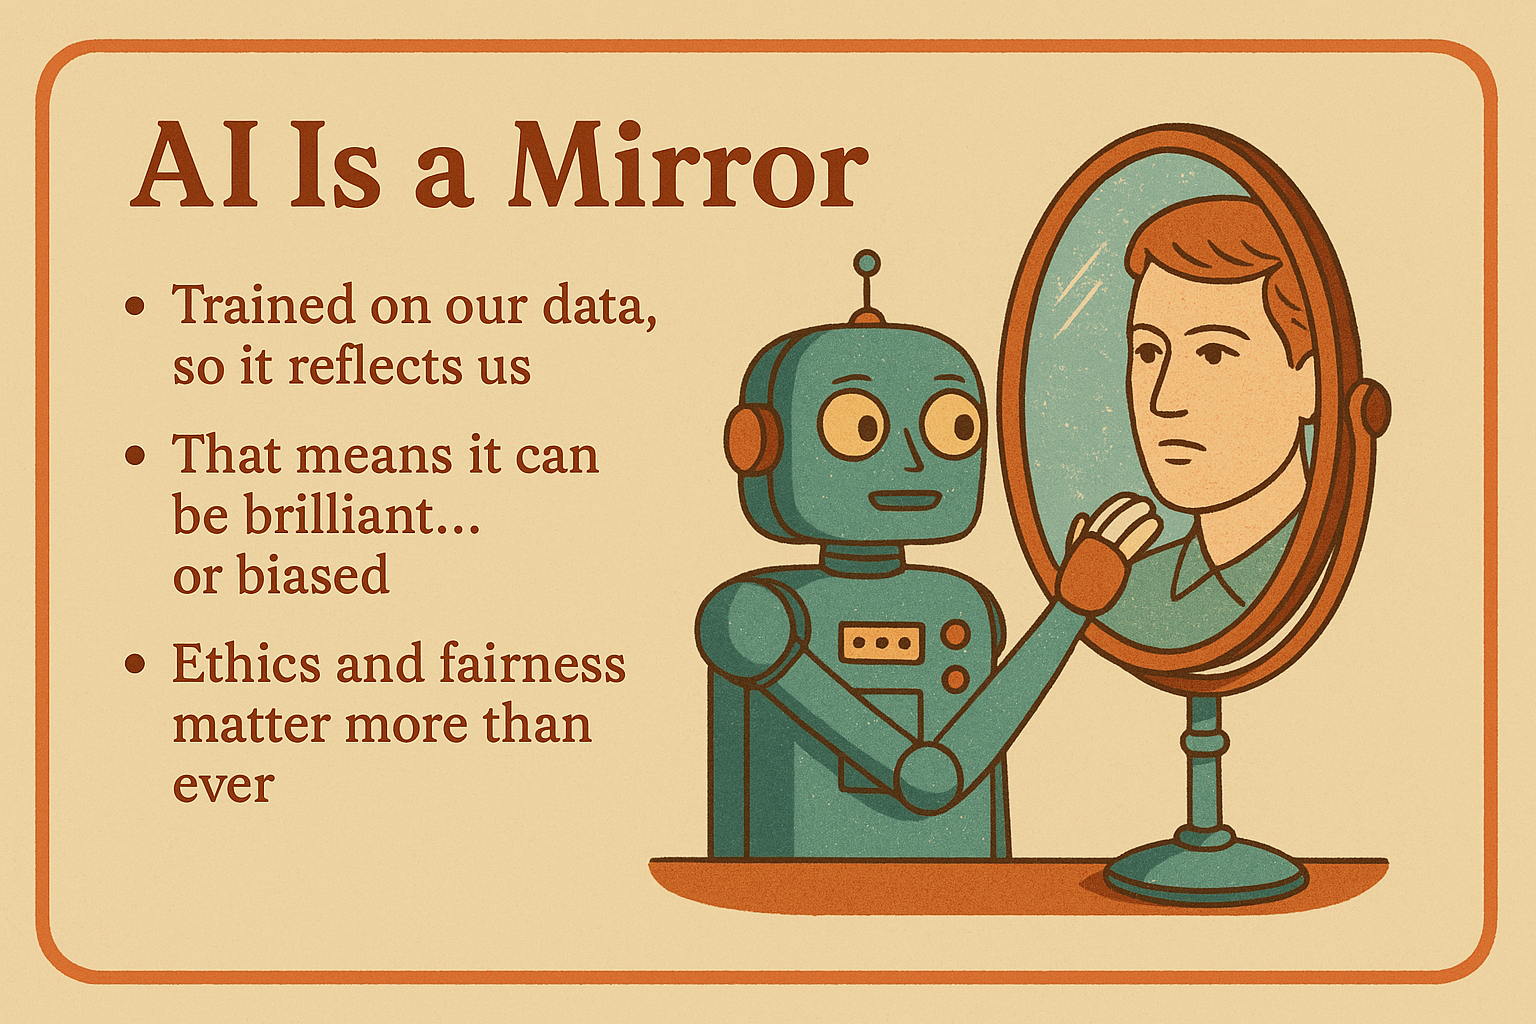 AI Is a Mirror
• Trained on our data,
so it reflects us
• That means it can
be brilliant...
or biased
• Ethics and fairness
matter more than
ever